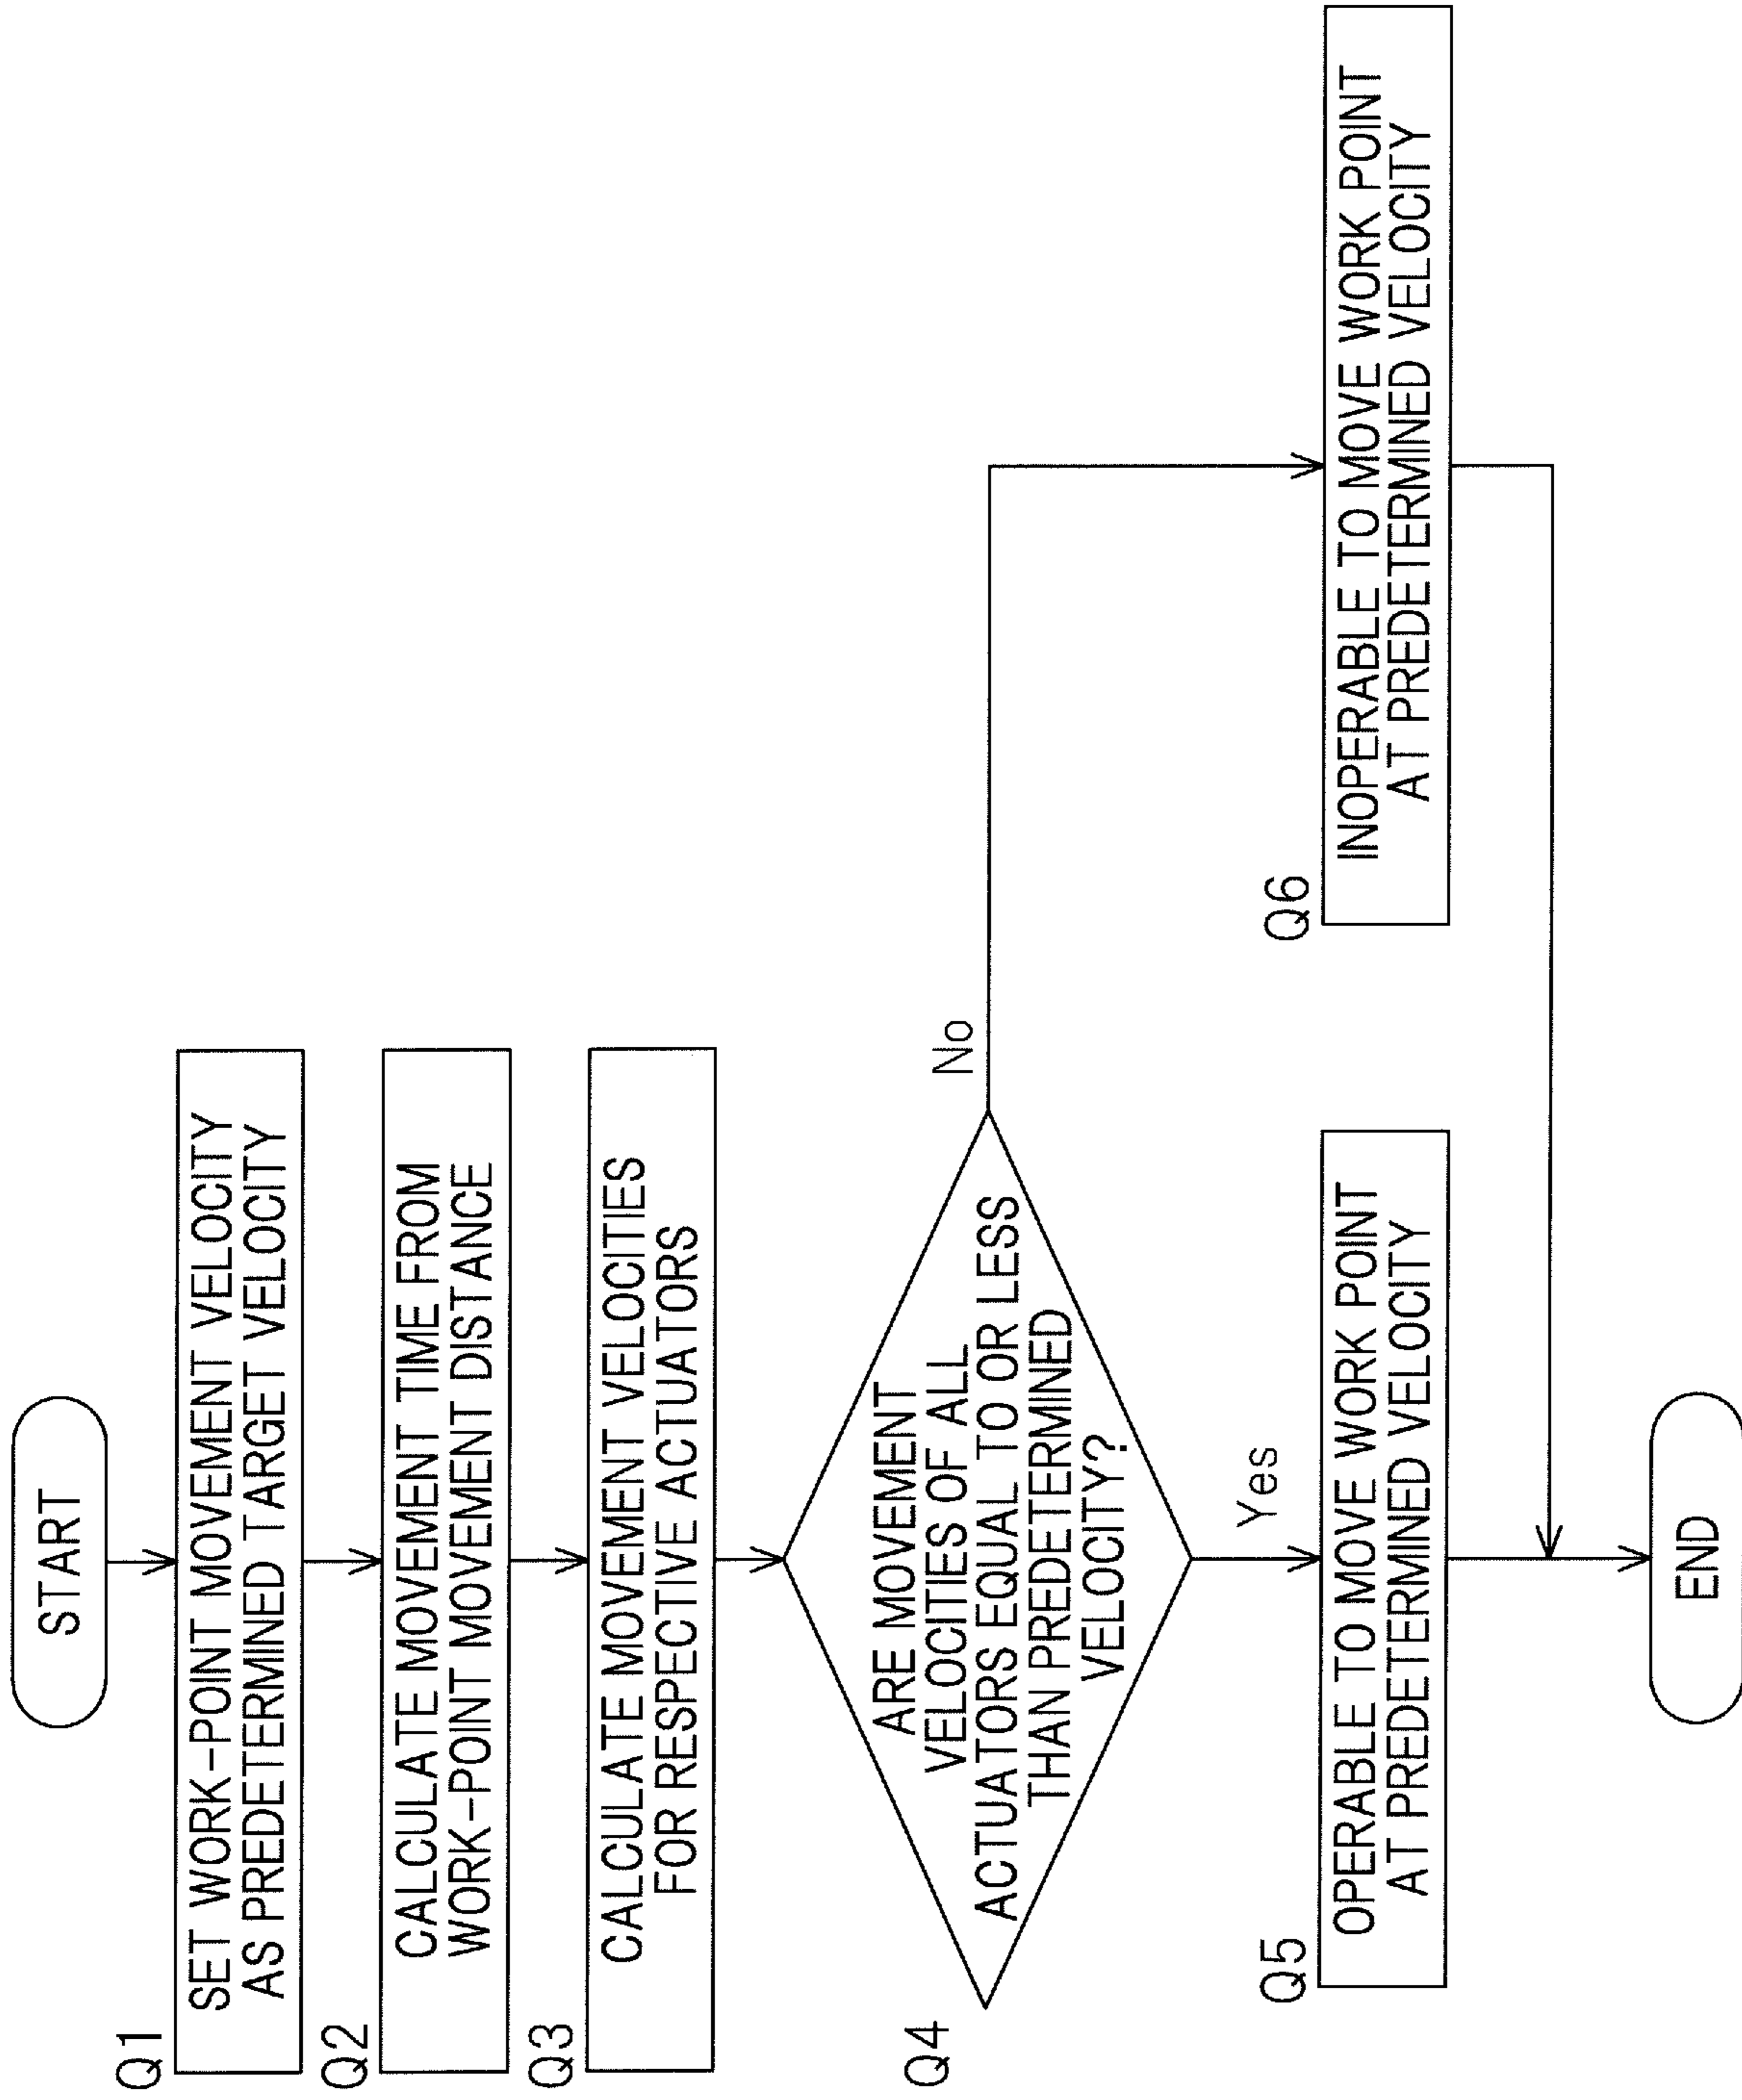 START
Q1
SET WORK-POINT MOVEMENT VELOCITY
AS PREDETERMINED TARGET VELOCITY
Q2
CALCULATE MOVEMENT TIME FROM
WORK-POINT MOVEMENT DISTANCE
Q3
CALCULATE MOVEMENT VELOCITIES
FOR RESPECTIVE ACTUATORS
Q4
ARE MOVEMENT
VELOCITIES OF ALL
ACTUATORS EQUAL TO OR LESS
THAN PREDETERMINED
VELOCITY?
No
Yes
Q5
OPERABLE TO MOVE WORK POINT
AT PREDETERMINED VELOCITY
Q6
INOPERABLE TO MOVE WORK POINT
AT PREDETERMINED VELOCITY
END